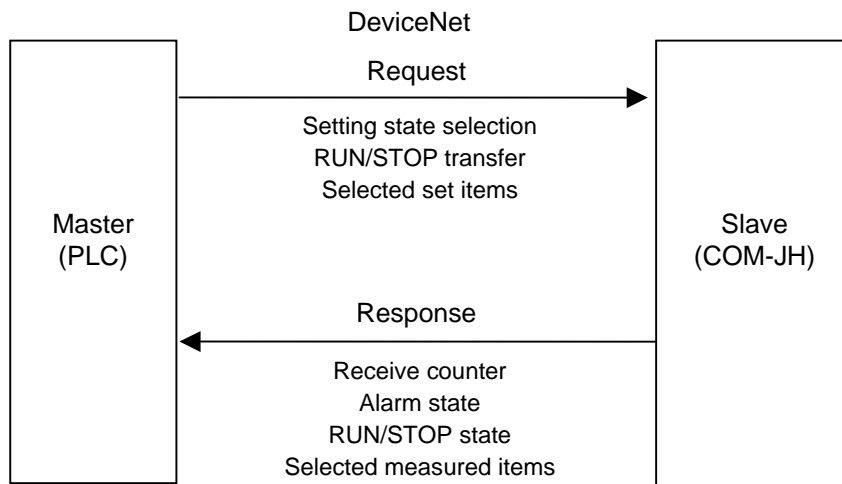 DeviceNet
Request
Setting state selection
RUN/STOP transfer
Selected set items
Master
(PLC)
Slave
(COM-JH)
Response
Receive counter
Alarm state
RUN/STOP state
Selected measured items